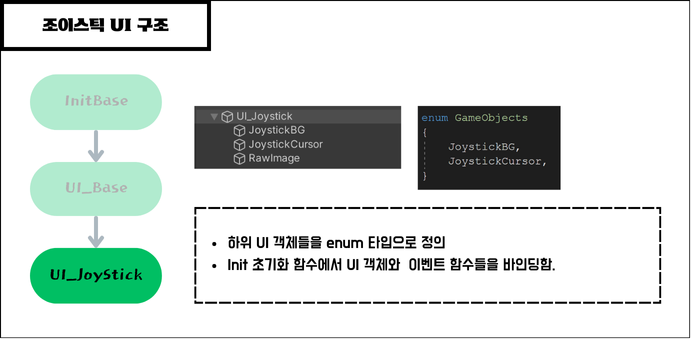 조이스틱 UI 구조
InitBase
UI_Base
UI_JoyStick
UI_Joystick
JoystickBG
JoystickCursor
RawImage
enum GameObjects
{
JoystickBG,
JoystickCursor,
}
• 하위 UI 객체들을 enum 타입으로 정의
• Init 초기화 함수에서 UI 객체와 이벤트 함수들을 바인딩함.